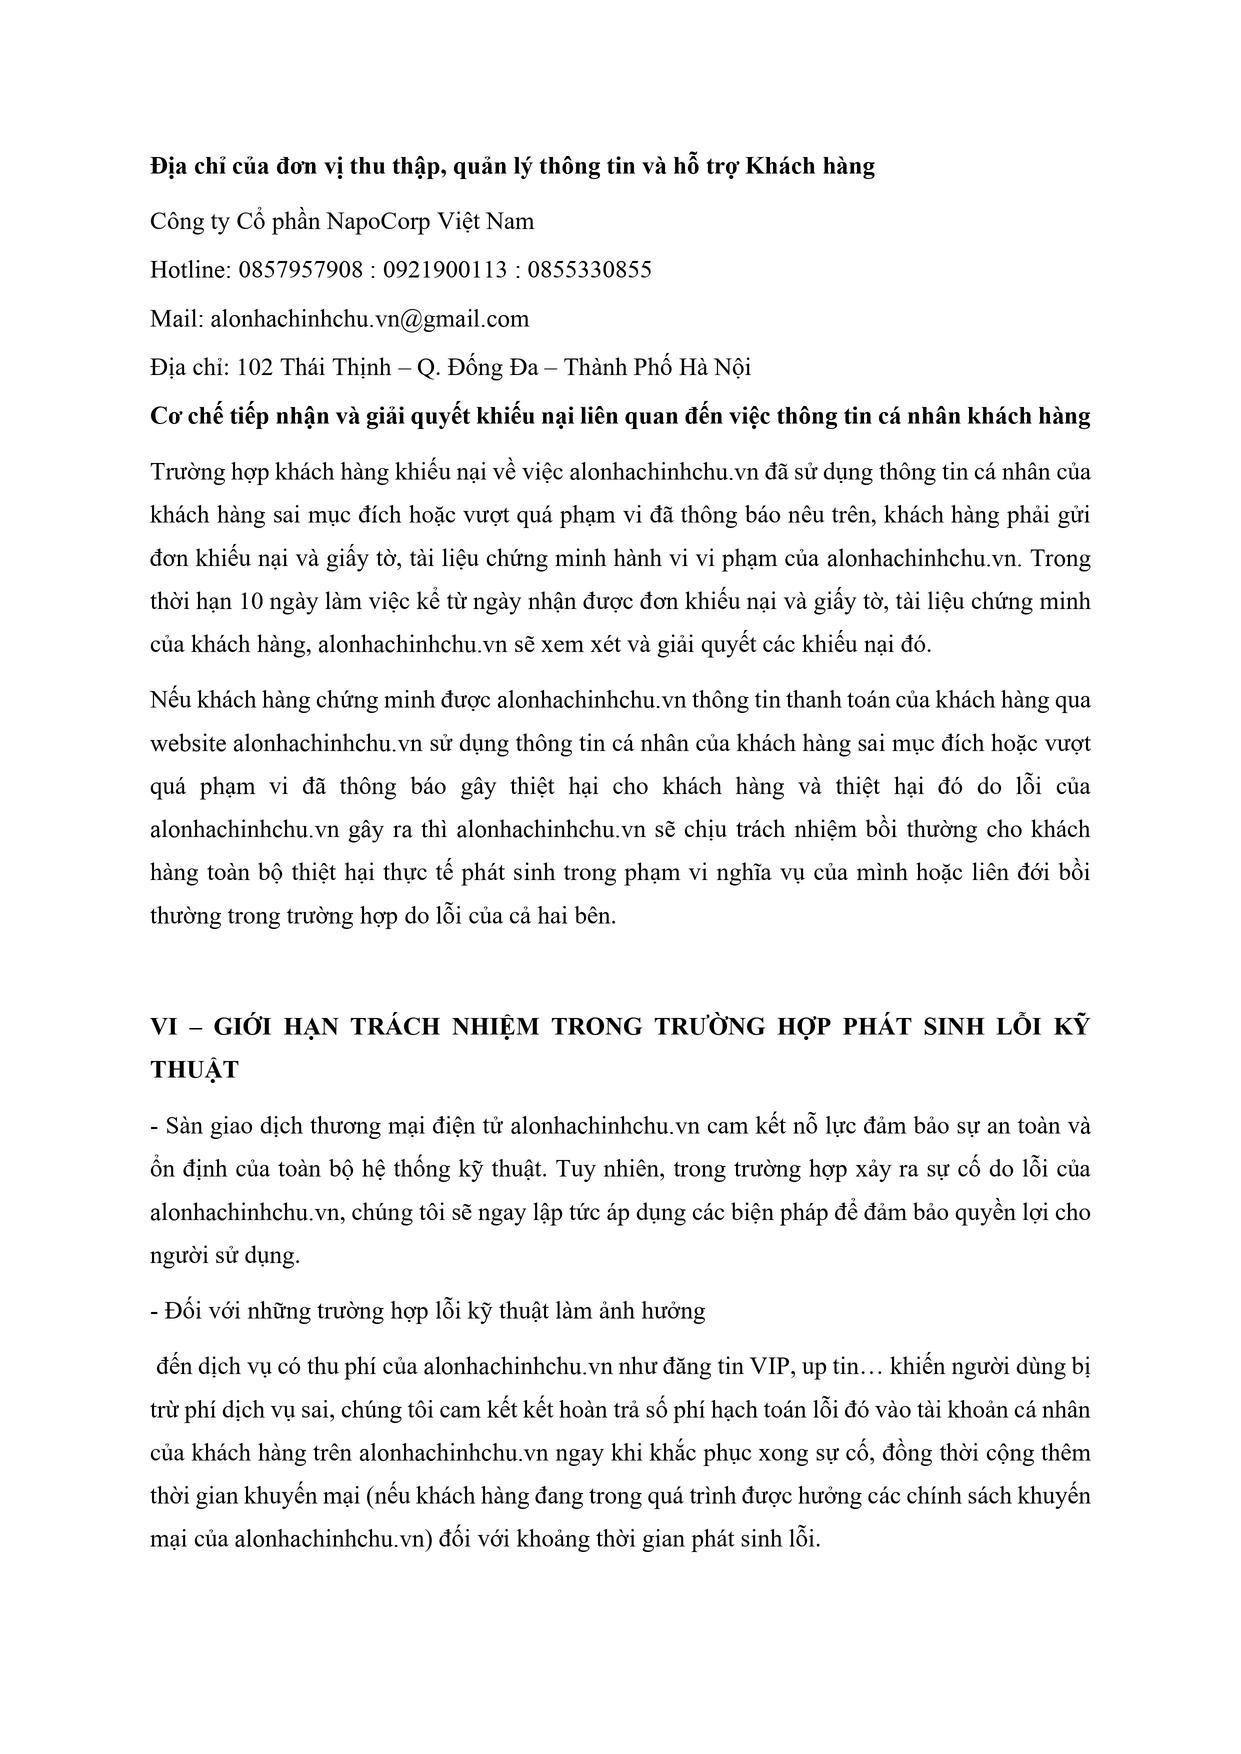 Địa chỉ của đơn vị thu thập, quản lý thông tin và hỗ trợ Khách hàng
Công ty Cổ phần NapoCorp Việt Nam
Hotline: 0857957908 : 0921900113 : 0855330855
Mail: alonhachinhchu.vn@gmail.com
Địa chỉ: 102 Thái Thịnh – Q. Đống Đa – Thành Phố Hà Nội
Cơ chế tiếp nhận và giải quyết khiếu nại liên quan đến việc thông tin cá nhân khách hàng
Trường hợp khách hàng khiếu nại về việc alonhachinhchu.vn đã sử dụng thông tin cá nhân của
khách hàng sai mục đích hoặc vượt quá phạm vi đã thông báo nêu trên, khách hàng phải gửi
đơn khiếu nại và giấy tờ, tài liệu chứng minh hành vi vi phạm của alonhachinhchu.vn. Trong
thời hạn 10 ngày làm việc kể từ ngày nhận được đơn khiếu nại và giấy tờ, tài liệu chứng minh
của khách hàng, alonhachinhchu.vn sẽ xem xét và giải quyết các khiếu nại đó.
Nếu khách hàng chứng minh được alonhachinhchu.vn thông tin thanh toán của khách hàng qua
website alonhachinhchu.vn sử dụng thông tin cá nhân của khách hàng sai mục đích hoặc vượt
quá phạm vi đã thông báo gây thiệt hại cho khách hàng và thiệt hại đó do lỗi của
alonhachinhchu.vn gây ra thì alonhachinhchu.vn sẽ chịu trách nhiệm bồi thường cho khách
hàng toàn bộ thiệt hại thực tế phát sinh trong phạm vi nghĩa vụ của mình hoặc liên đới bồi
thường trong trường hợp do lỗi của cả hai bên.
VI – GIỚI HẠN TRÁCH NHIỆM TRONG TRƯỜNG HỢP PHÁT SINH LỖI KỸ
THUẬT
- Sàn giao dịch thương mại điện tử alonhachinhchu.vn cam kết nỗ lực đảm bảo sự an toàn và
ổn định của toàn bộ hệ thống kỹ thuật. Tuy nhiên, trong trường hợp xảy ra sự cố do lỗi của
alonhachinhchu.vn, chúng tôi sẽ ngay lập tức áp dụng các biện pháp để đảm bảo quyền lợi cho
người sử dụng.
- Đối với những trường hợp lỗi kỹ thuật làm ảnh hưởng
đến dịch vụ có thu phí của alonhachinhchu.vn như đăng tin VIP, up tin… khiến người dùng bị
trừ phí dịch vụ sai, chúng tôi cam kết kết hoàn trả số phí hạch toán lỗi đó vào tài khoản cá nhân
của khách hàng trên alonhachinhchu.vn ngay khi khắc phục xong sự cố, đồng thời cộng thêm
thời gian khuyến mại (nếu khách hàng đang trong quá trình được hưởng các chính sách khuyến
mại của alonhachinhchu.vn) đối với khoảng thời gian phát sinh lỗi.